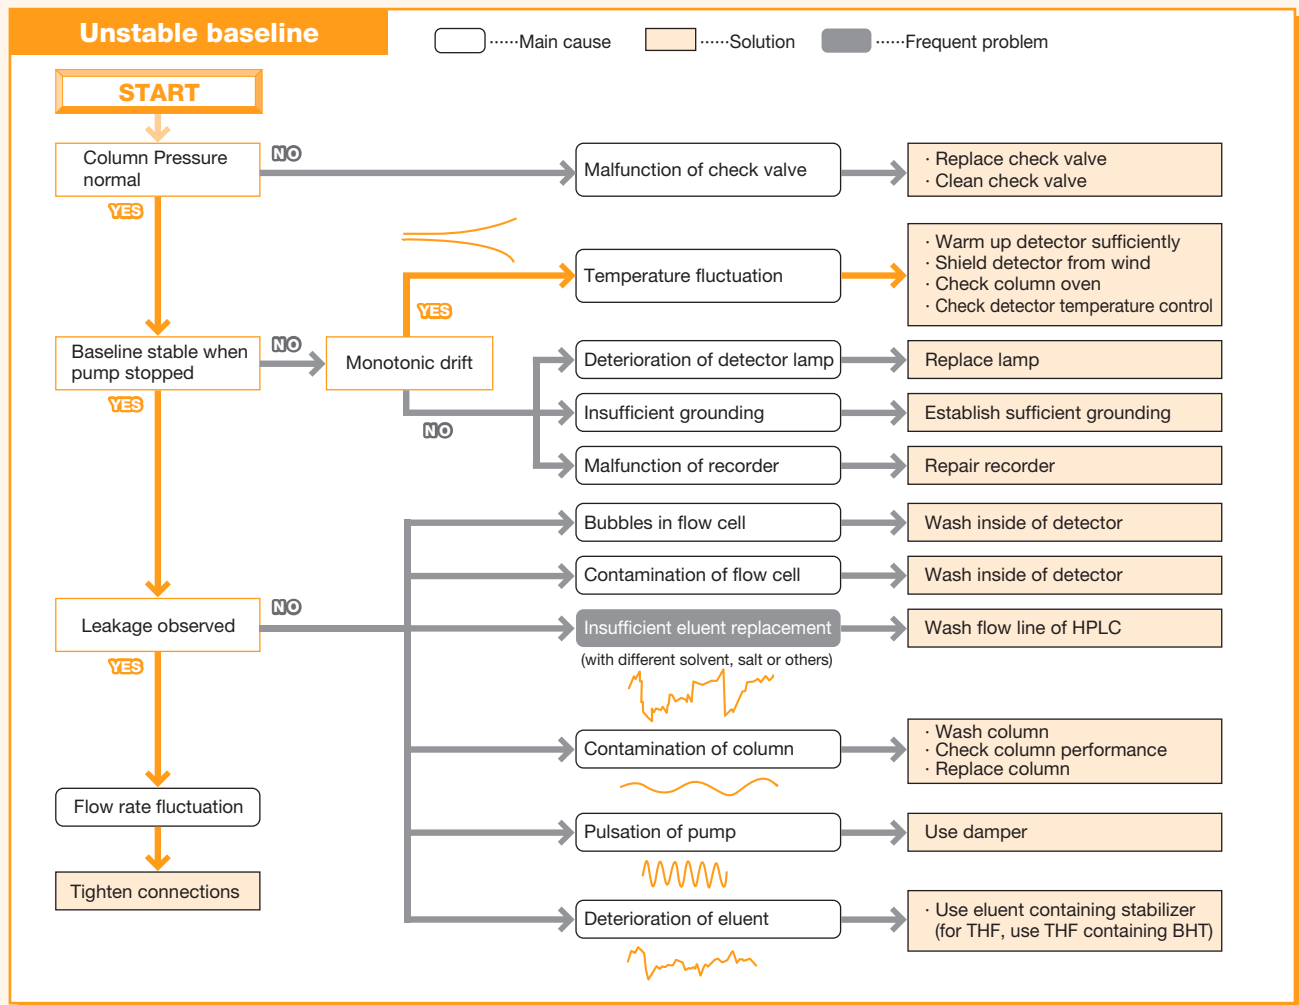 Unstable baseline
······Main cause
······Solution
······Frequent problem
START
Column Pressure
normal
NO
YES
Malfunction of check valve
· Replace check valve
· Clean check valve
Temperature fluctuation
· Warm up detector sufficiently
· Shield detector from wind
· Check column oven
· Check detector temperature control
YES
Baseline stable when
pump stopped
NO
YES
Monotonic drift
NO
Deterioration of detector lamp
Replace lamp
Insufficient grounding
Establish sufficient grounding
Malfunction of recorder
Repair recorder
Bubbles in flow cell
Wash inside of detector
Contamination of flow cell
Wash inside of detector
Leakage observed
NO
YES
Insufficient eluent replacement
(with different solvent, salt or others)
Wash flow line of HPLC
Contamination of column
· Wash column
· Check column performance
· Replace column
Flow rate fluctuation
Pulsation of pump
Use damper
Tighten connections
Deterioration of eluent
· Use eluent containing stabilizer
(for THF, use THF containing BHT)